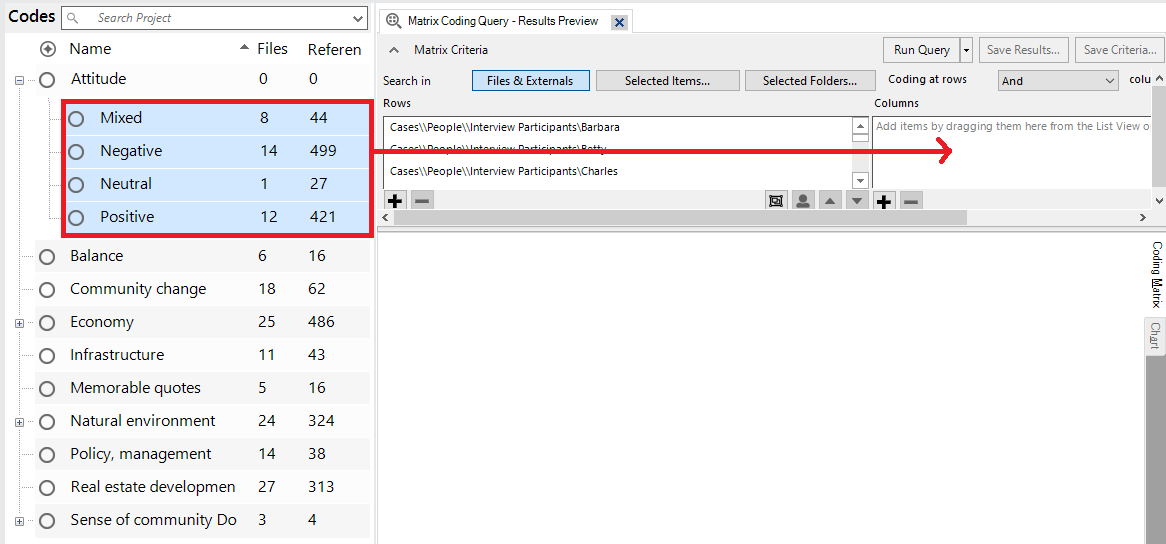 Codes
Search Project
Name Files Referen
Attitude 0 0
Mixed 8 44
Negative 14 499
Neutral 1 27
Positive 12 421
Balance 6 16
Community change 18 62
Economy 25 486
Infrastructure 11 43
Memorable quotes 5 16
Natural environment 24 324
Policy, management 14 38
Real estate developmen 27 313
Sense of community Do 3 4
Matrix Coding Query - Results Preview
Matrix Criteria
Run Query Save Results... Save Criteria...
Search in Files & Externals Selected Items... Selected Folders... Coding at rows And colu
Rows
Cases\\People\\Interview Participants\Barbara
Cases\\People\\Interview Participants\Betty
Cases\\People\\Interview Participants\Charles
Columns
Add items by dragging them here from the List View o
Coding Matrix
Chart